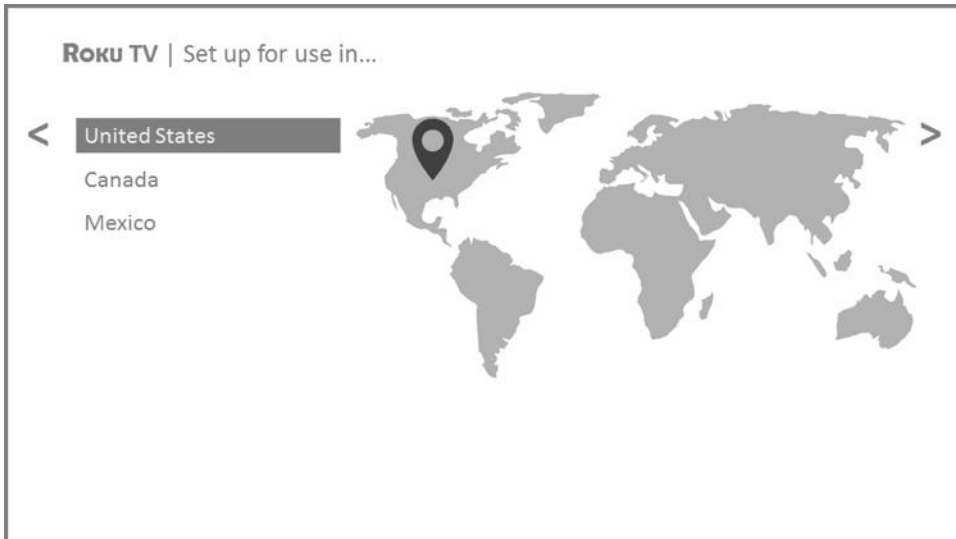 ROKU TV | Set up for use in...
< United States >
Canada
Mexico